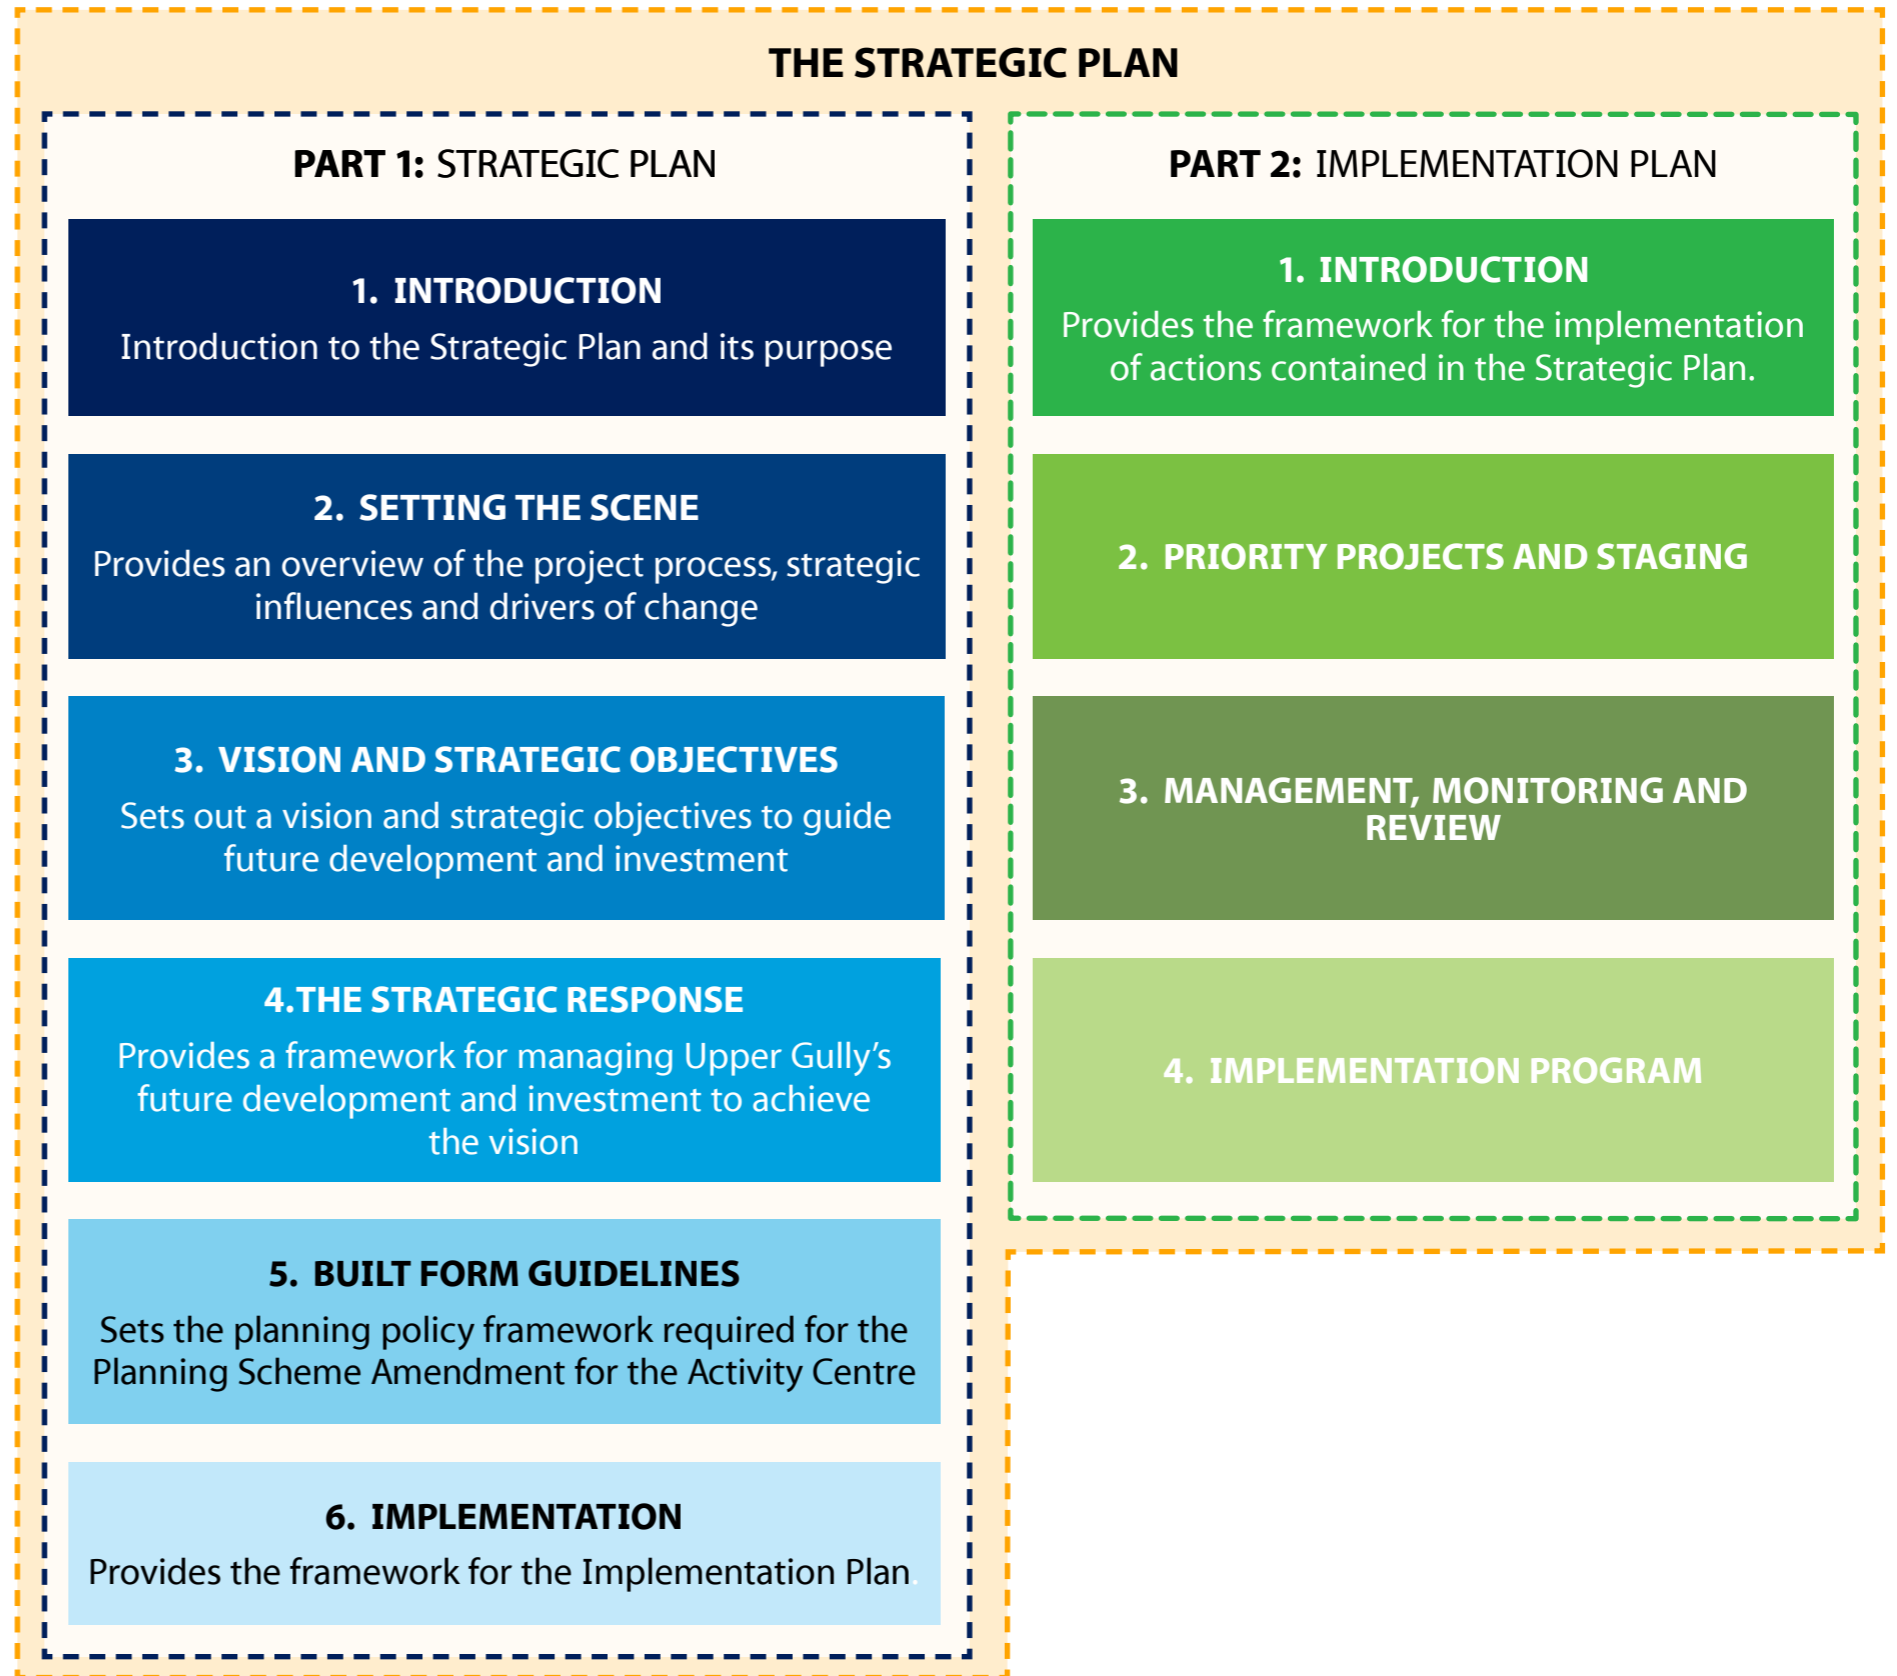 THE STRATEGIC PLAN
PART 1: STRATEGIC PLAN
1. INTRODUCTION
Introduction to the Strategic Plan and its purpose
2. SETTING THE SCENE
Provides an overview of the project process, strategic
influences and drivers of change
3. VISION AND STRATEGIC OBJECTIVES
Sets out a vision and strategic objectives to guide
future development and investment
4.THE STRATEGIC RESPONSE
Provides a framework for managing Upper Gully’s
future development and investment to achieve
the vision
5. BUILT FORM GUIDELINES
Sets the planning policy framework required for the
Planning Scheme Amendment for the Activity Centre
6. IMPLEMENTATION
Provides the framework for the Implementation Plan.
PART 2: IMPLEMENTATION PLAN
1. INTRODUCTION
Provides the framework for the implementation
of actions contained in the Strategic Plan.
2. PRIORITY PROJECTS AND STAGING
3. MANAGEMENT, MONITORING AND
REVIEW
4. IMPLEMENTATION PROGRAM